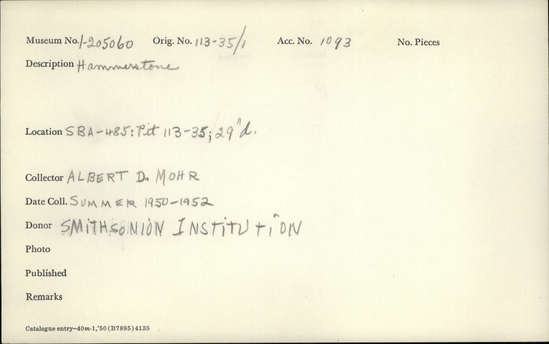 Museum No. 1-205060 Orig. No. 113-35/1 Acc. No. 1093 No. Pieces
Description Hammerstone
Location SBA-485: Pit 113-35; 29"d.
Collector ALBERT D. MOHR
Date Coll. SUMMER 1950-1952
Donor SMITHSONION INSTITUTION
Photo
Published
Remarks
Catalogue entry—40m-1,'50 (B7895) 4135